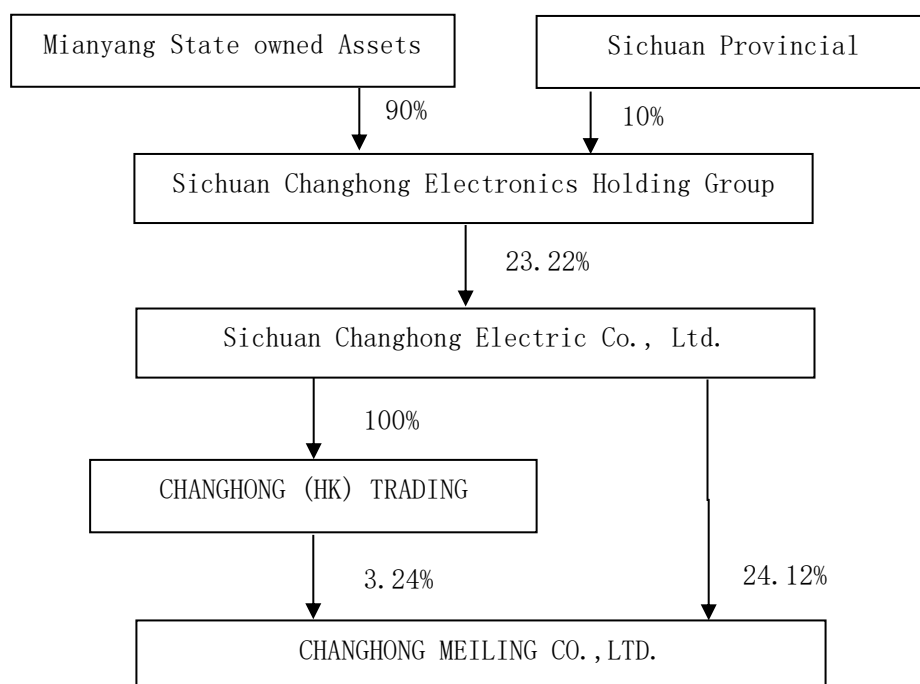 Mianyang State owned Assets
Sichuan Provincial
90%
10%
Sichuan Changhong Electronics Holding Group
23.22%
Sichuan Changhong Electric Co., Ltd.
100%
CHANGHONG (HK) TRADING
3.24%
24.12%
CHANGHONG MEILING CO.,LTD.